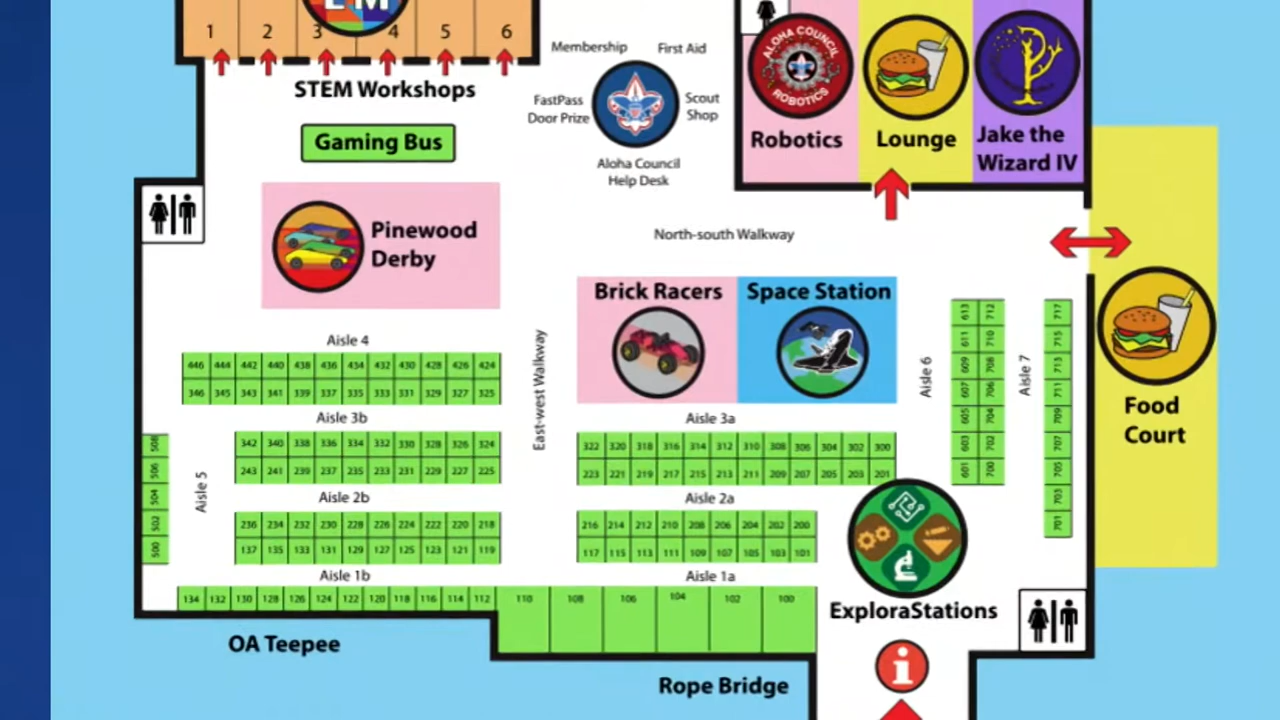 EM
1 2 3 4 5 6
STEM Workshops
Gaming Bus
Membership
First Aid
FastPass
Door Prize
Scout
Shop
Aloha Council
Help Desk
ALOHA COUNCIL
ROBOTICS
Robotics
Lounge
Jake the
Wizard IV
Pinewood
Derby
North-south Walkway
Brick Racers
Space Station
East-west Walkway
Food
Court
Aisle 4
446 444 442 440 438 436 434 432 430 428 426 424
346 345 343 341 339 337 335 333 331 329 327 325
Aisle 3b
342 340 338 336 334 332 330 328 326 324
243 241 239 237 235 233 231 229 227 225
Aisle 2b
236 234 232 230 228 226 224 222 220 218
137 135 133 131 129 127 125 123 121 119
Aisle 1b
134 132 130 128 126 124 122 120 118 116 114 112 110 108 106 104 102 100
Aisle 5
508
506
504
502
500
Aisle 3a
322 320 318 316 314 312 310 308 306 304 302 300
223 221 219 217 215 213 211 209 207 205 203 201
Aisle 2a
216 214 212 210 208 206 204 202 200
117 115 113 111 109 107 105 103 101
Aisle 1a
Aisle 6
613 712
611 710
609 708
607 706
605 704
603 702
601 700
Aisle 7
717
715
713
711
709
707
705
703
701
ExploraStations
i
OA Teepee
Rope Bridge